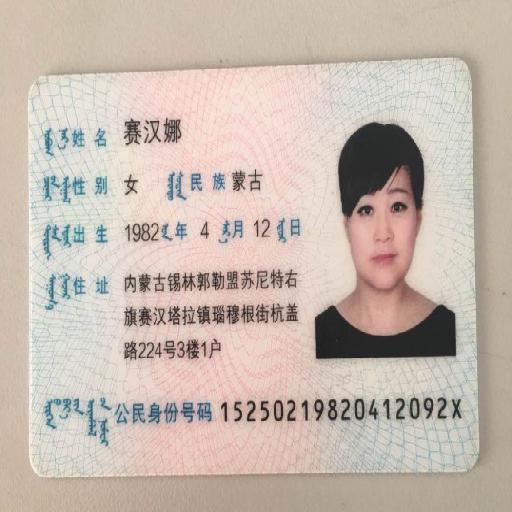 姓名 赛汉娜
性别 女 民族 蒙古
出生 1982 年 4 月 12 日
住址 内蒙古锡林郭勒盟苏尼特右
旗赛汉塔拉镇瑙穆根街杭盖
路224号3楼1户
公民身份号码 15250219820412092X